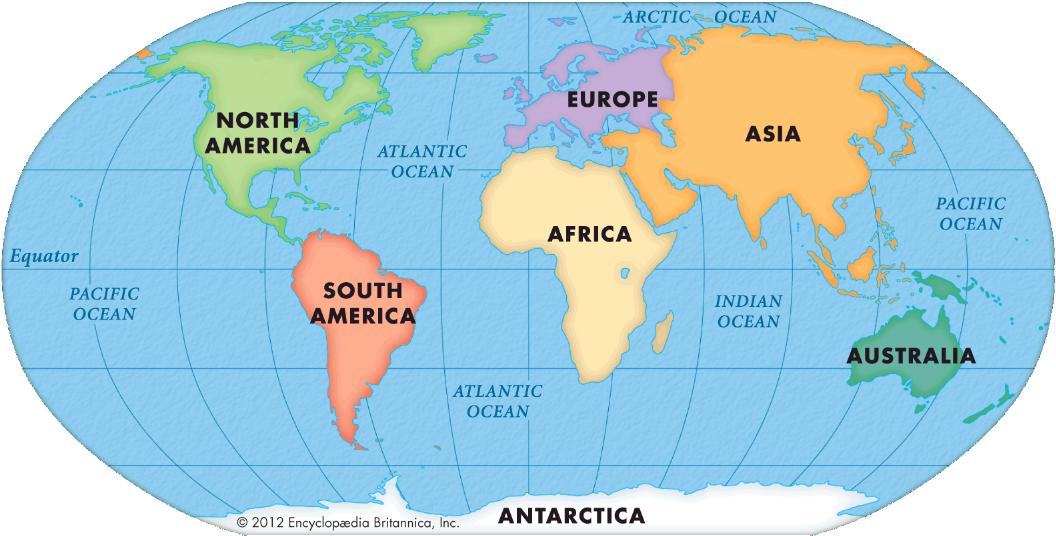 ARCTIC OCEAN
EUROPE
NORTH
AMERICA
ASIA
ATLANTIC
OCEAN
PACIFIC
OCEAN
AFRICA
Equator
PACIFIC
OCEAN
SOUTH
AMERICA
INDIAN
OCEAN
AUSTRALIA
ATLANTIC
OCEAN
ANTARCTICA
© 2012 Encyclopædia Britannica, Inc.